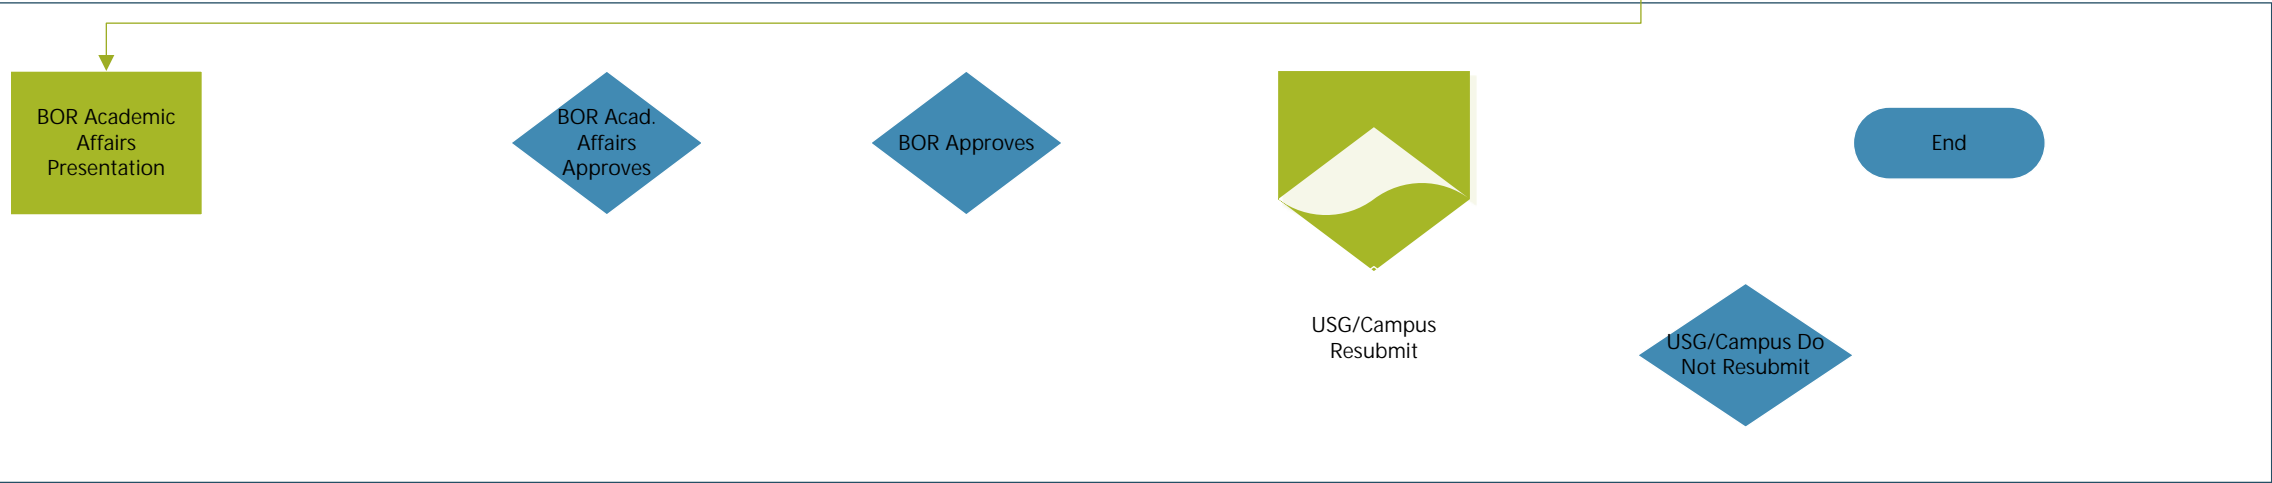 BOR Academic
Affairs
Presentation
BOR Acad.
Affairs
Approves
BOR Approves
End
USG/Campus
Resubmit
USG/Campus Do
Not Resubmit